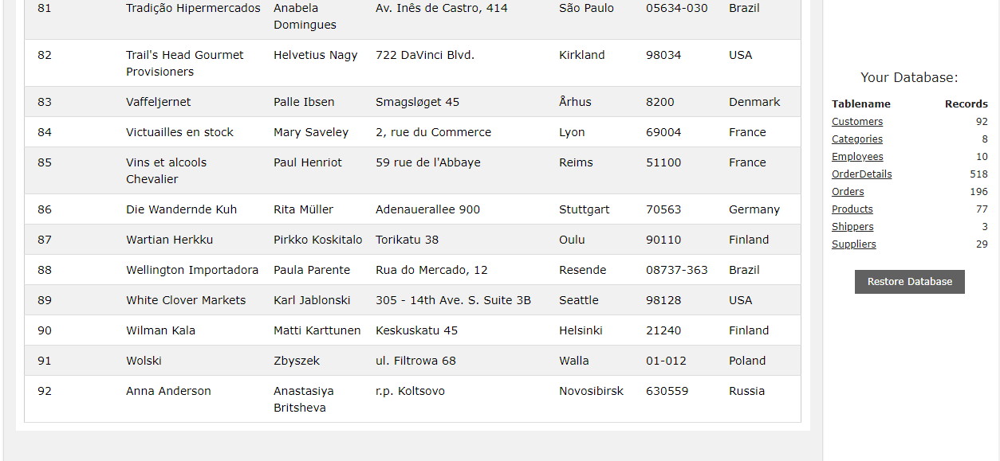 81 Tradição Hipermercados Anabela Domingues Av. Inês de Castro, 414 São Paulo 05634-030 Brazil
82 Trail's Head Gourmet Provisioners Helvetius Nagy 722 DaVinci Blvd. Kirkland 98034 USA
83 Vaffeljernet Palle Ibsen Smagsløget 45 Århus 8200 Denmark
84 Victuailles en stock Mary Saveley 2, rue du Commerce Lyon 69004 France
85 Vins et alcools Chevalier Paul Henriot 59 rue de l'Abbaye Reims 51100 France
86 Die Wandernde Kuh Rita Müller Adenauerallee 900 Stuttgart 70563 Germany
87 Wartian Herkku Pirkko Koskitalo Torikatu 38 Oulu 90110 Finland
88 Wellington Importadora Paula Parente Rua do Mercado, 12 Resende 08737-363 Brazil
89 White Clover Markets Karl Jablonski 305 - 14th Ave. S. Suite 3B Seattle 98128 USA
90 Wilman Kala Matti Karttunen Keskuskatu 45 Helsinki 21240 Finland
91 Wolski Zbyszek ul. Filtrowa 68 Walla 01-012 Poland
92 Anna Anderson Anastasiya Britsheva r.p. Koltsovo Novosibirsk 630559 Russia
Your Database:
Tablename Records
Customers 92
Categories 8
Employees 10
OrderDetails 518
Orders 196
Products 77
Shippers 3
Suppliers 29
Restore Database